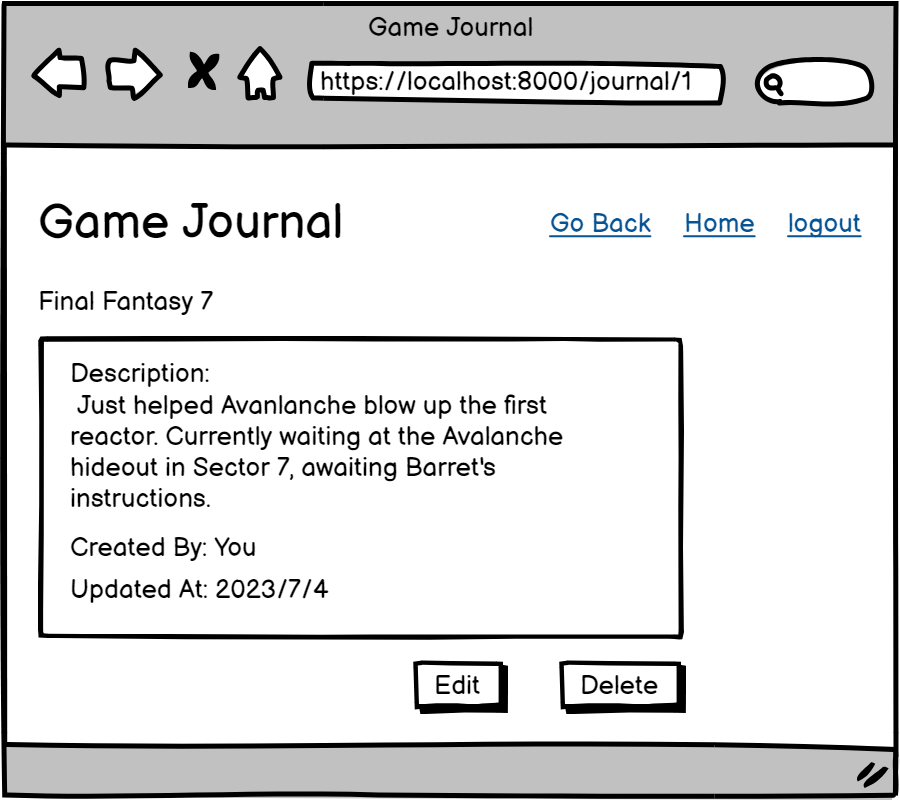 Game Journal
https://localhost:8000/journal/1
Game Journal
Go Back Home logout
Final Fantasy 7
Description:
Just helped Avanlanche blow up the first
reactor. Currently waiting at the Avalanche
hideout in Sector 7, awaiting Barret's
instructions.
Created By: You
Updated At: 2023/7/4
Edit Delete